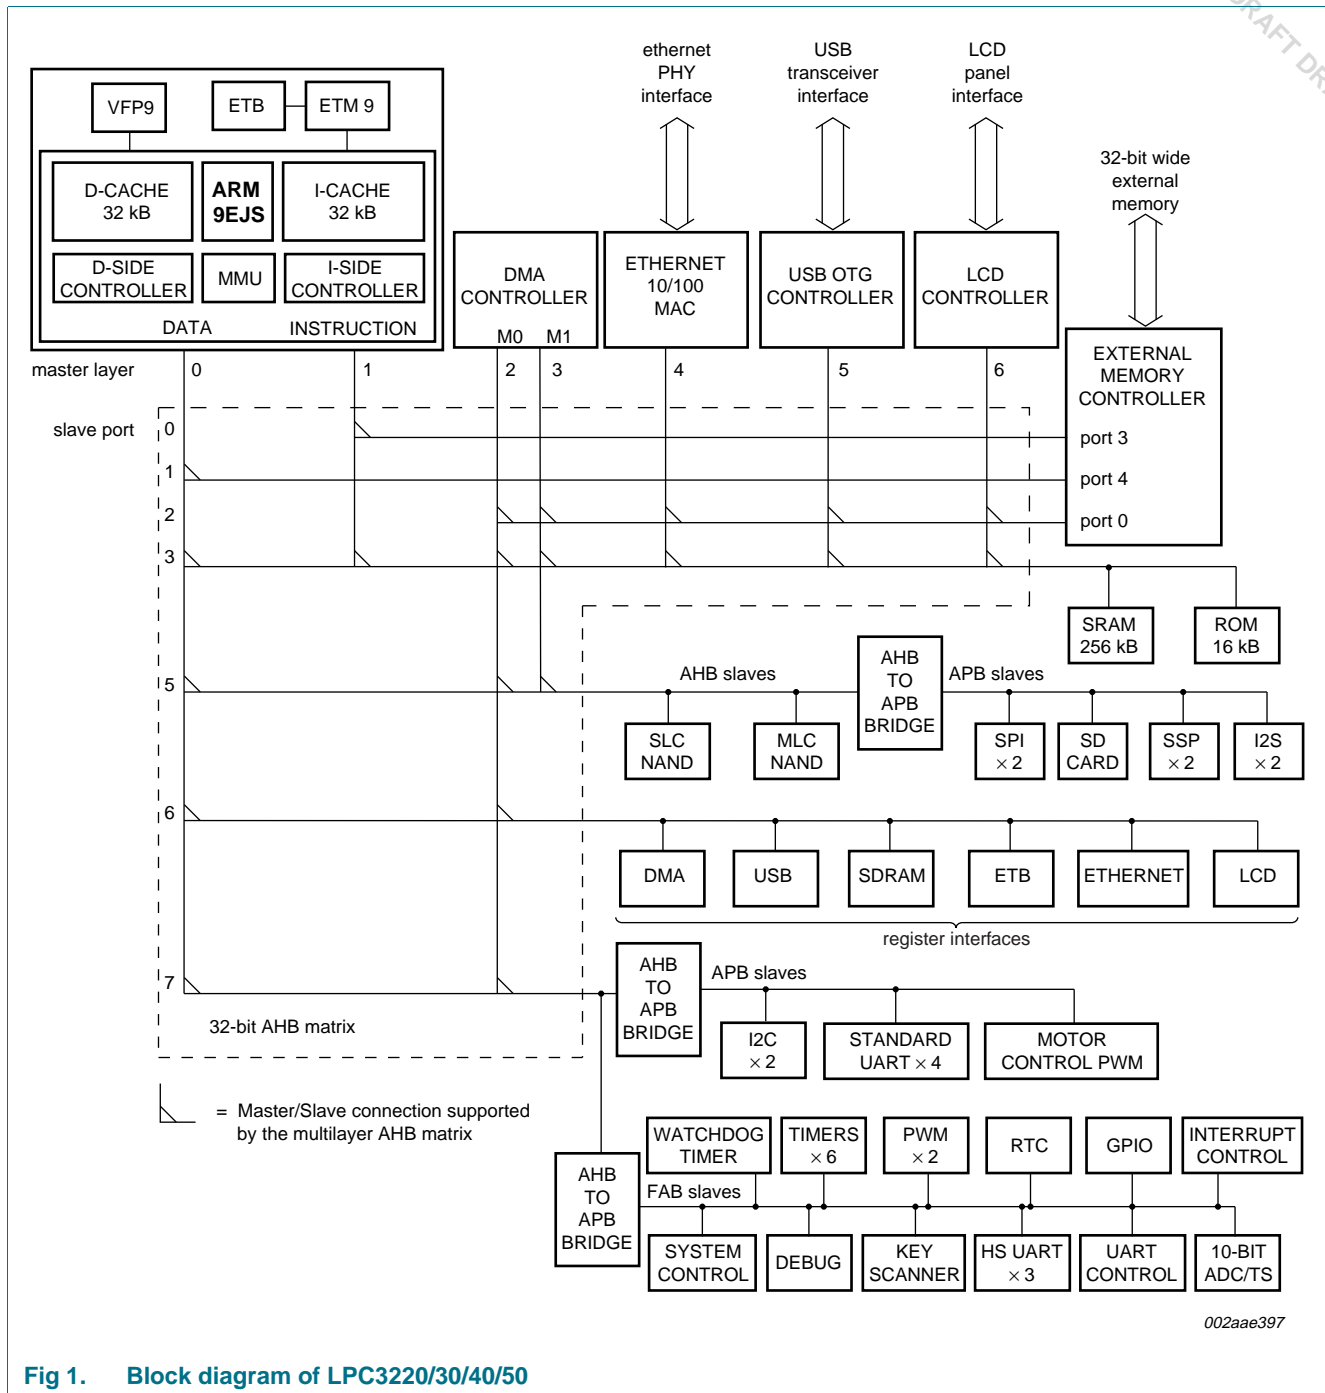 DRAFT DR
ethernet
PHY
interface
USB
transceiver
interface
LCD
panel
interface
32-bit wide
external
memory
VFP9
ETB
ETM 9
D-CACHE
32 kB
ARM
9EJS
I-CACHE
32 kB
D-SIDE
CONTROLLER
MMU
I-SIDE
CONTROLLER
DATA
INSTRUCTION
DMA
CONTROLLER
M0
M1
ETHERNET
10/100
MAC
USB OTG
CONTROLLER
LCD
CONTROLLER
EXTERNAL
MEMORY
CONTROLLER
port 3
port 4
port 0
master layer
0
1
2
3
4
5
6
slave port
0
1
2
3
5
6
7
SRAM
256 kB
ROM
16 kB
AHB slaves
AHB
TO
APB
BRIDGE
APB slaves
SLC
NAND
MLC
NAND
SPI
× 2
SD
CARD
SSP
× 2
I2S
× 2
DMA
USB
SDRAM
ETB
ETHERNET
LCD
register interfaces
AHB
TO
APB
BRIDGE
APB slaves
I2C
× 2
STANDARD
UART × 4
MOTOR
CONTROL PWM
32-bit AHB matrix
= Master/Slave connection supported
by the multilayer AHB matrix
AHB
TO
APB
BRIDGE
FAB slaves
WATCHDOG
TIMER
TIMERS
× 6
PWM
× 2
RTC
GPIO
INTERRUPT
CONTROL
SYSTEM
CONTROL
DEBUG
KEY
SCANNER
HS UART
× 3
UART
CONTROL
10-BIT
ADC/TS
002aae397
Fig 1. Block diagram of LPC3220/30/40/50